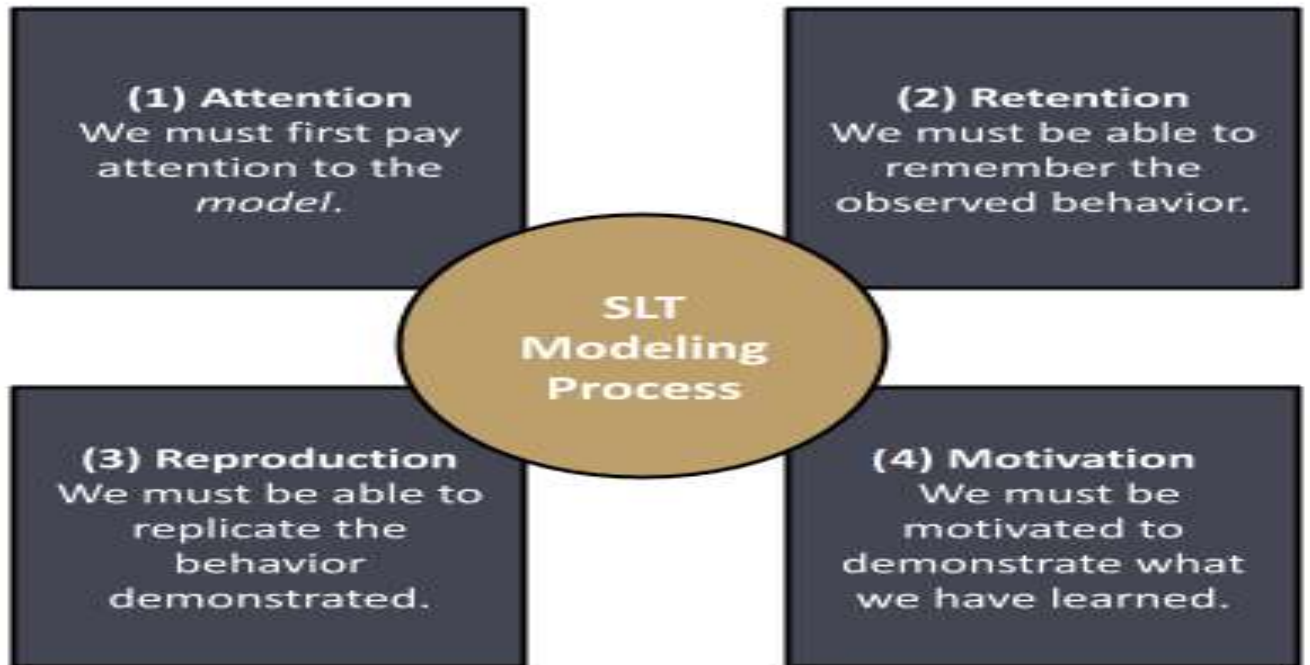 (1) Attention
We must first pay
attention to the
model.
(2) Retention
We must be able to
remember the
observed behavior.
SLT
Modeling
Process
(3) Reproduction
We must be able to
replicate the
behavior
demonstrated.
(4) Motivation
We must be
motivated to
demonstrate what
we have learned.